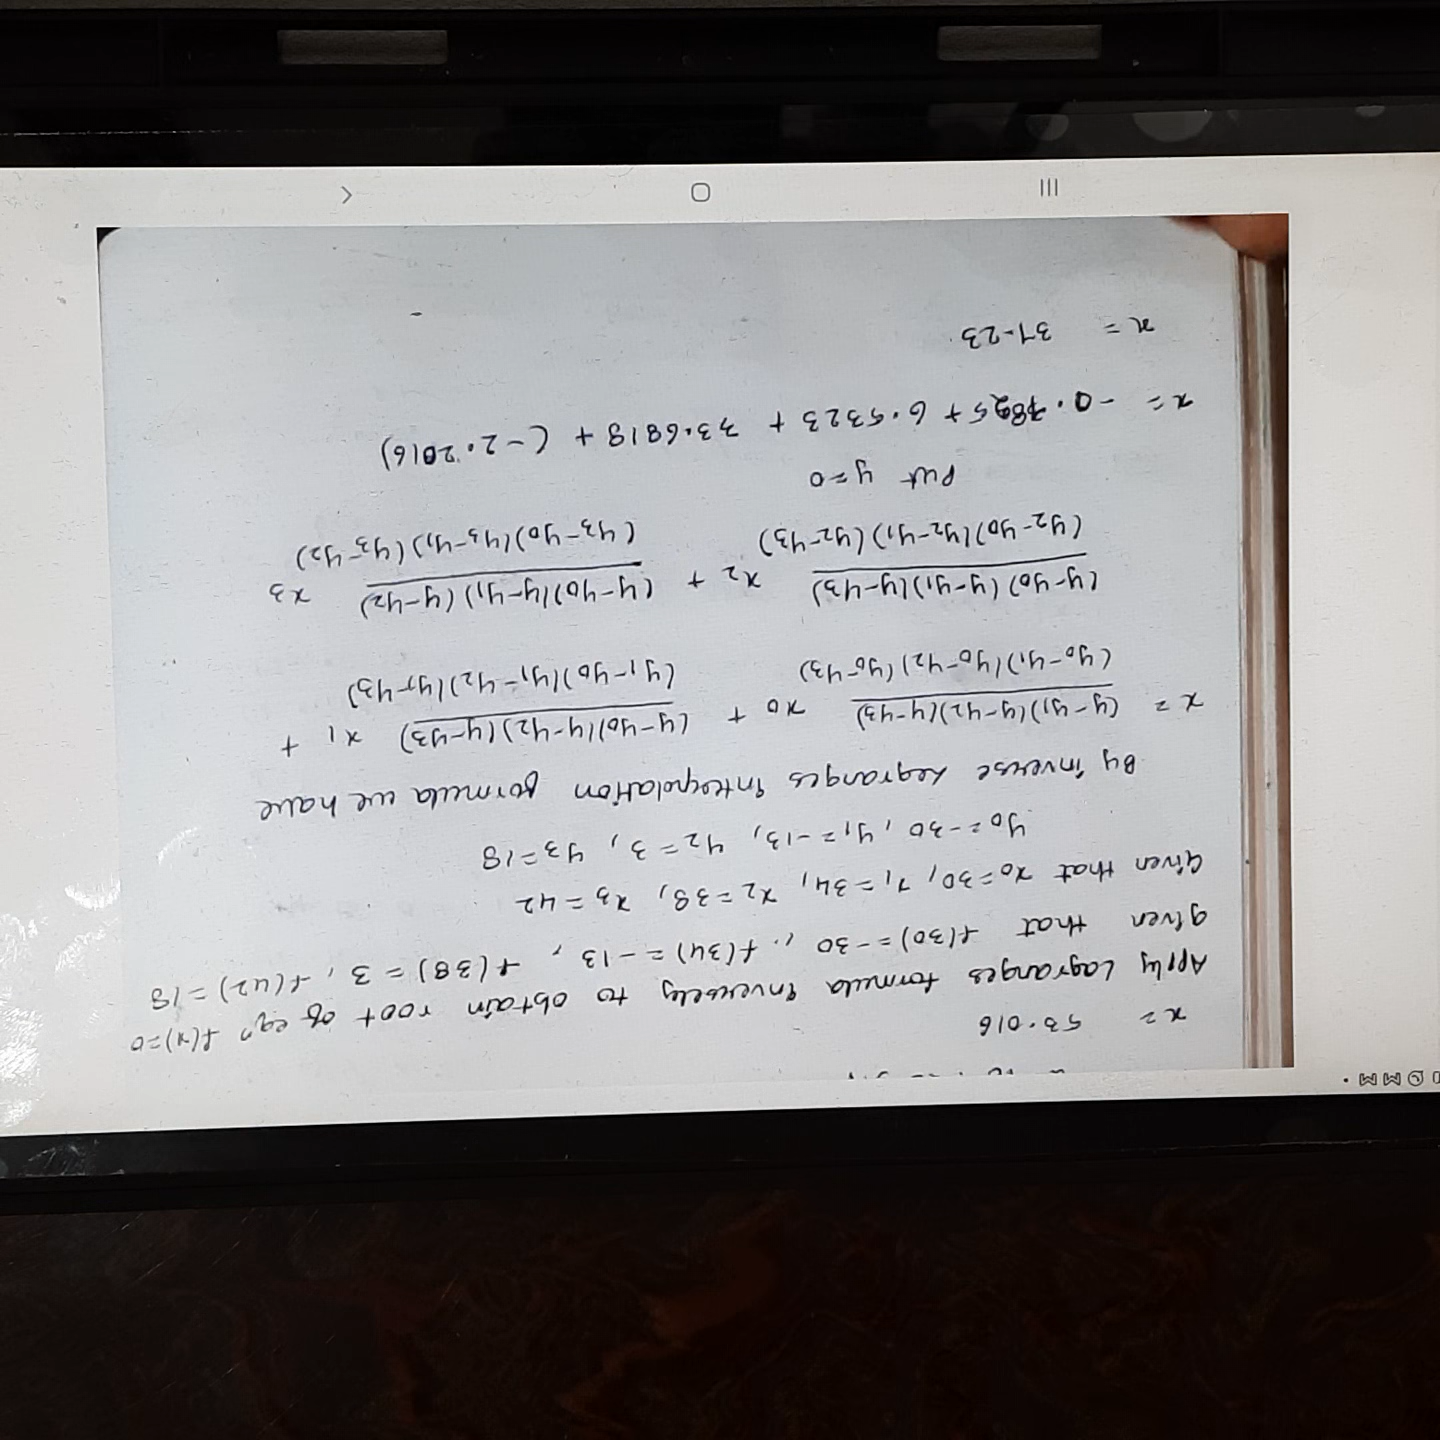 x = 53.016
Apply Lagranges formula inversely to obtain root of eqn f(x)=0
given that f(30) = -30, f(34) = -13, f(38) = 3, f(42) = 18
Given that x0=30, x1=34, x2=38, x3=42
y0 = -30, y1 = -13, y2 = 3, y3 = 18
By inverse Legranges interpolation formula we have
x = (y-y1)(y-y2)(y-y3) / (y0-y1)(y0-y2)(y0-y3) x0 + (y-y0)(y-y2)(y-y3) / (y1-y0)(y1-y2)(y1-y3) x1 +
(y-y0)(y-y1)(y-y3) / (y2-y0)(y2-y1)(y2-y3) x2 + (y-y0)(y-y1)(y-y2) / (y3-y0)(y3-y1)(y3-y2) x3
Put y=0
x = -0.7825 + 6.5323 + 33.6818 + (-2.2016)
x = 37.23